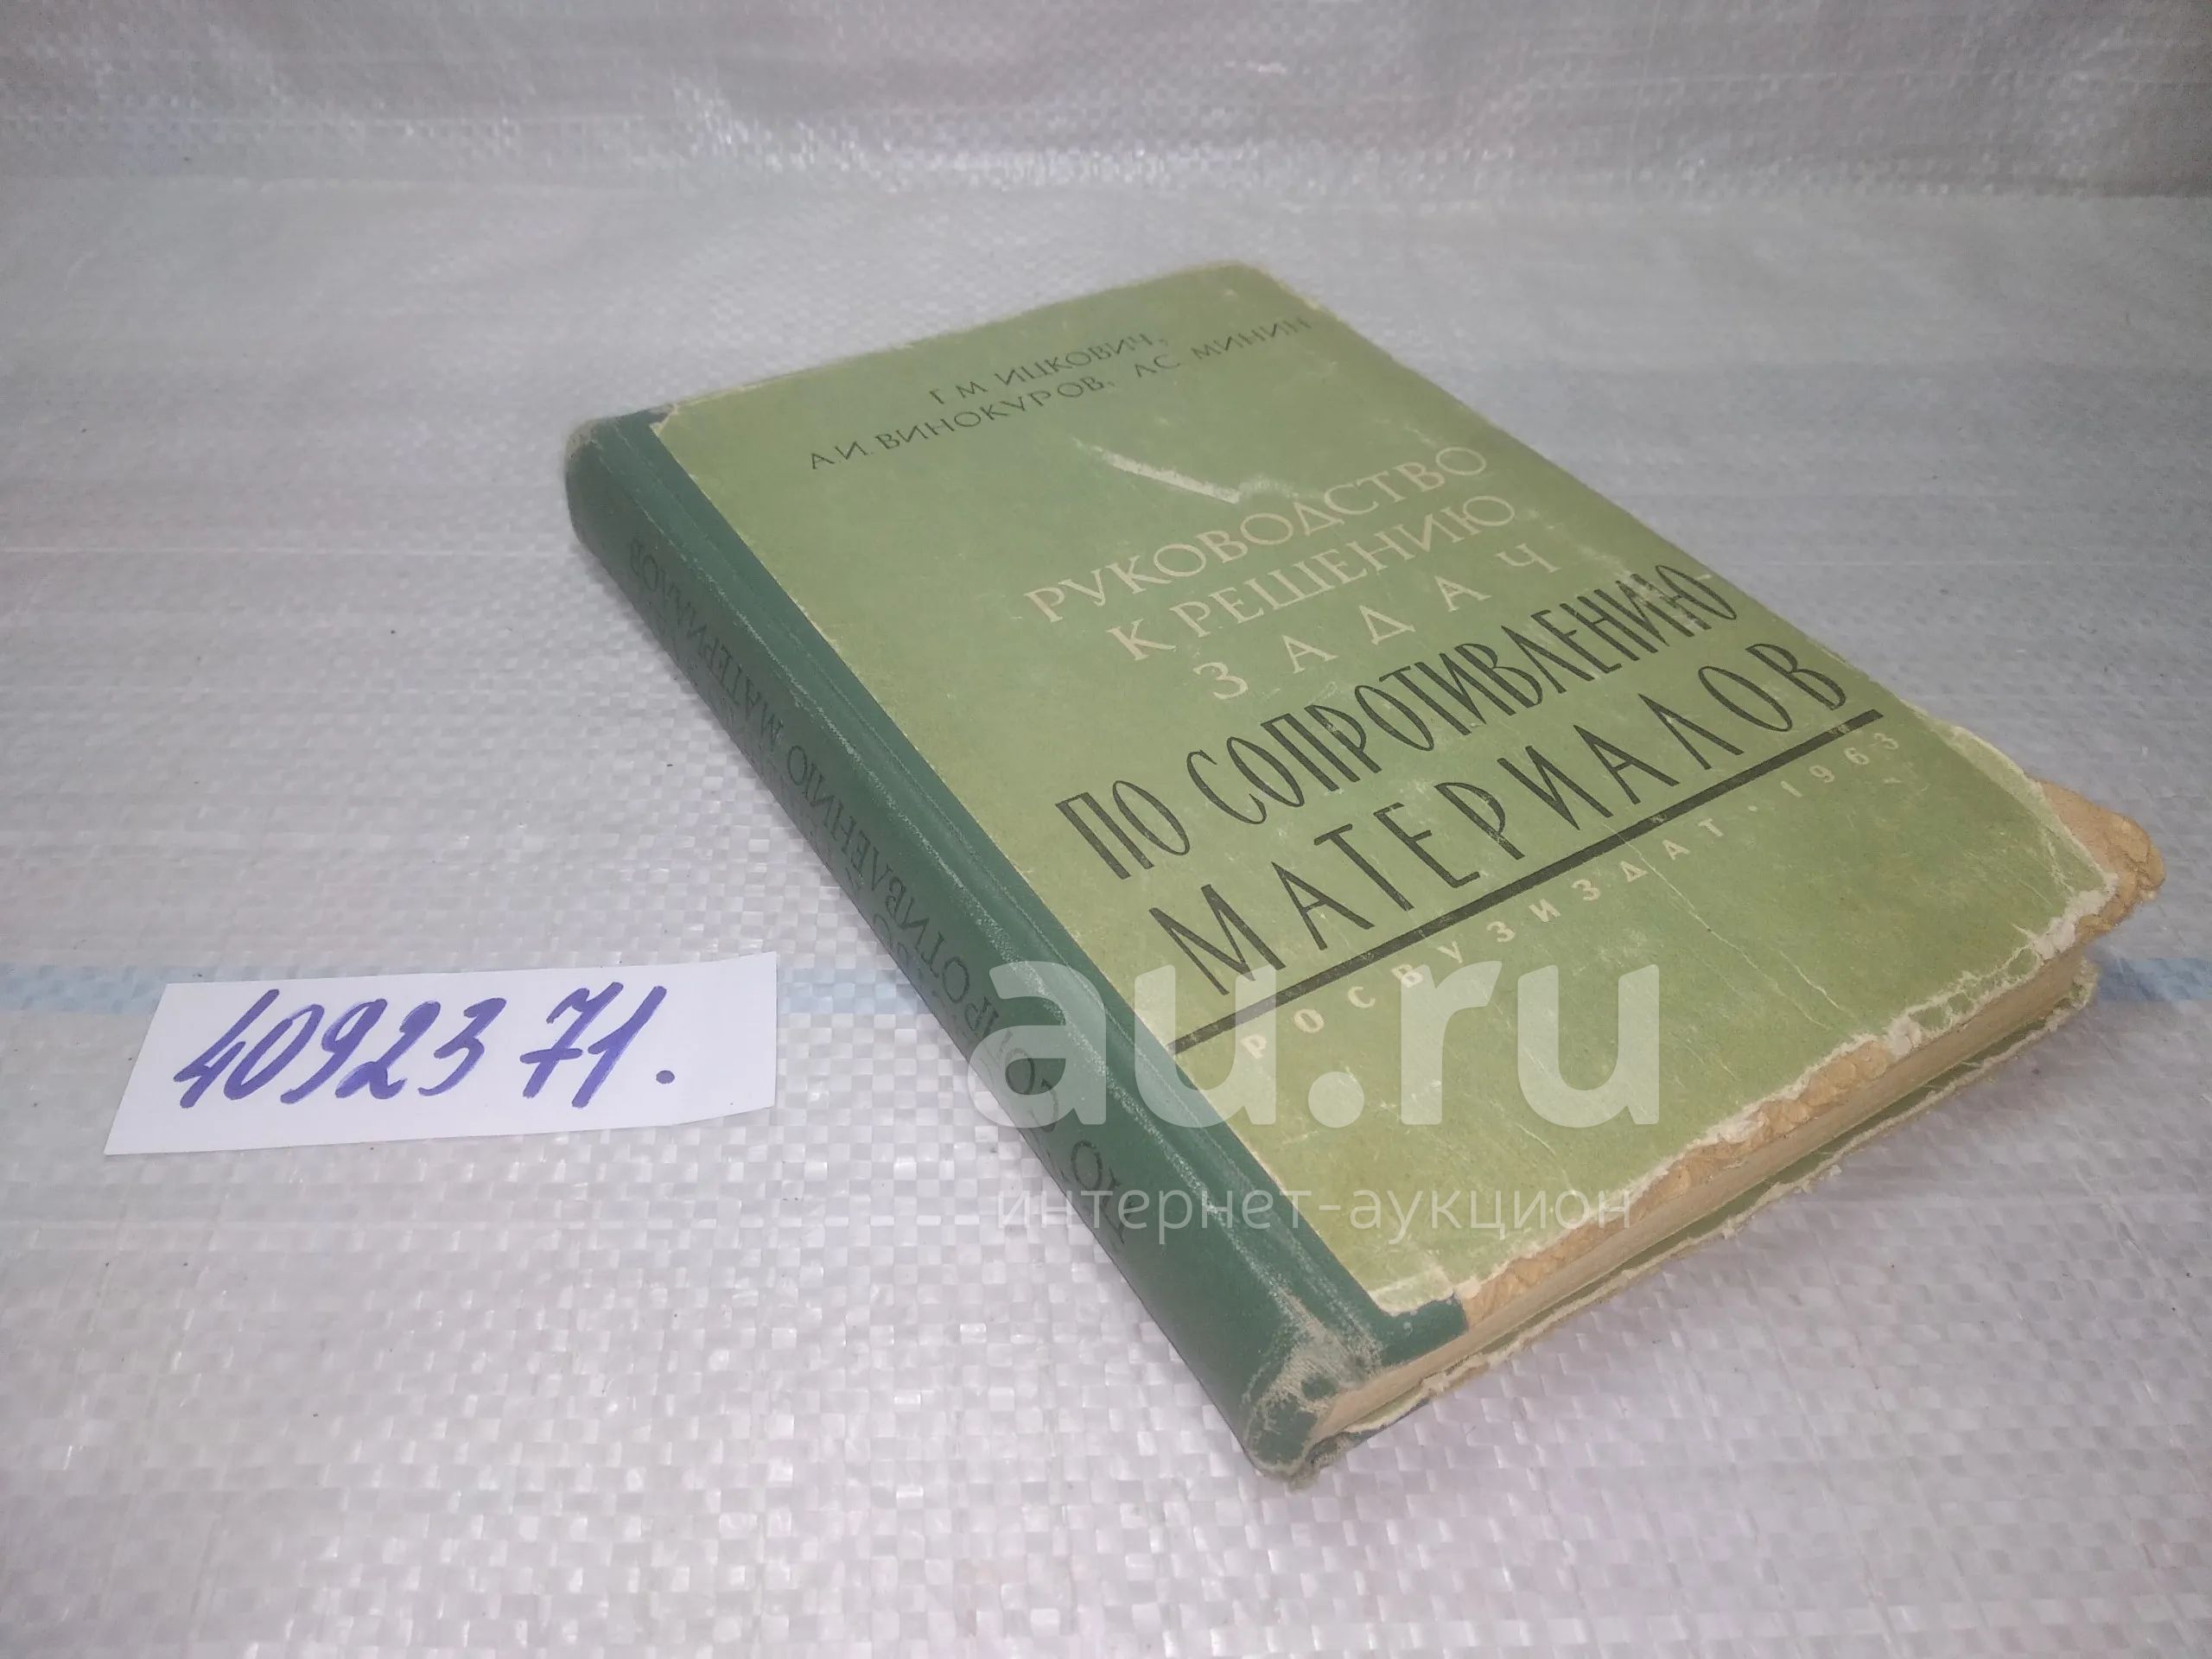 Г М ИЦКОВИЧ,
А.И. ВИНОКУРОВ, А.С МИНИН
РУКОВОДСТВО
К РЕШЕНИЮ
ЗАДАЧ
ПО СОПРОТИВЛЕНИЮ
МАТЕРИАЛОВ
РОСВУЗИЗДАТ · 1963
ПО СОПРОТИВЛЕНИЮ МАТЕРИАЛОВ
4092371.
au.ru
интернет-аукцион